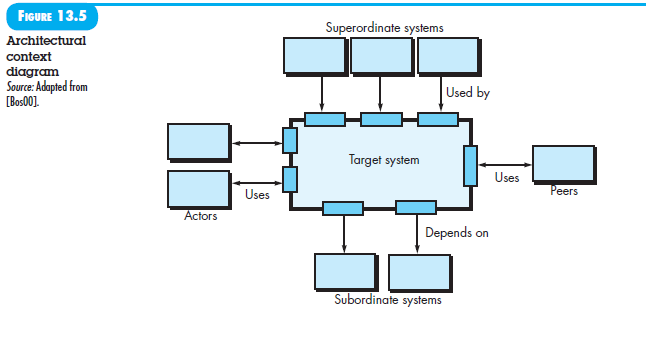 FIGURE 13.5
Architectural
context
diagram
Source: Adapted from
[Bos00].
Superordinate systems
Used by
Target system
Uses
Actors
Uses
Peers
Depends on
Subordinate systems